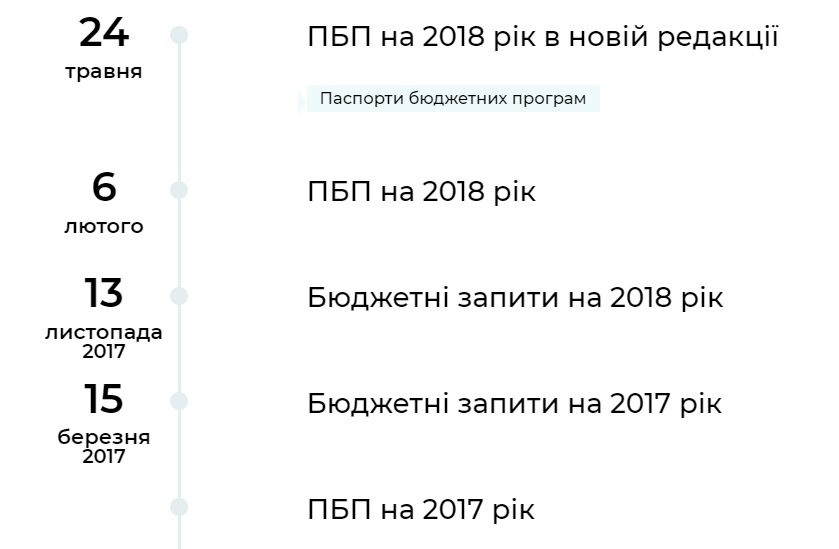 24
травня
ПБП на 2018 рік в новій редакції
Паспорти бюджетних програм
6
лютого
ПБП на 2018 рік
13
листопада
2017
Бюджетні запити на 2018 рік
15
березня
2017
Бюджетні запити на 2017 рік
ПБП на 2017 рік